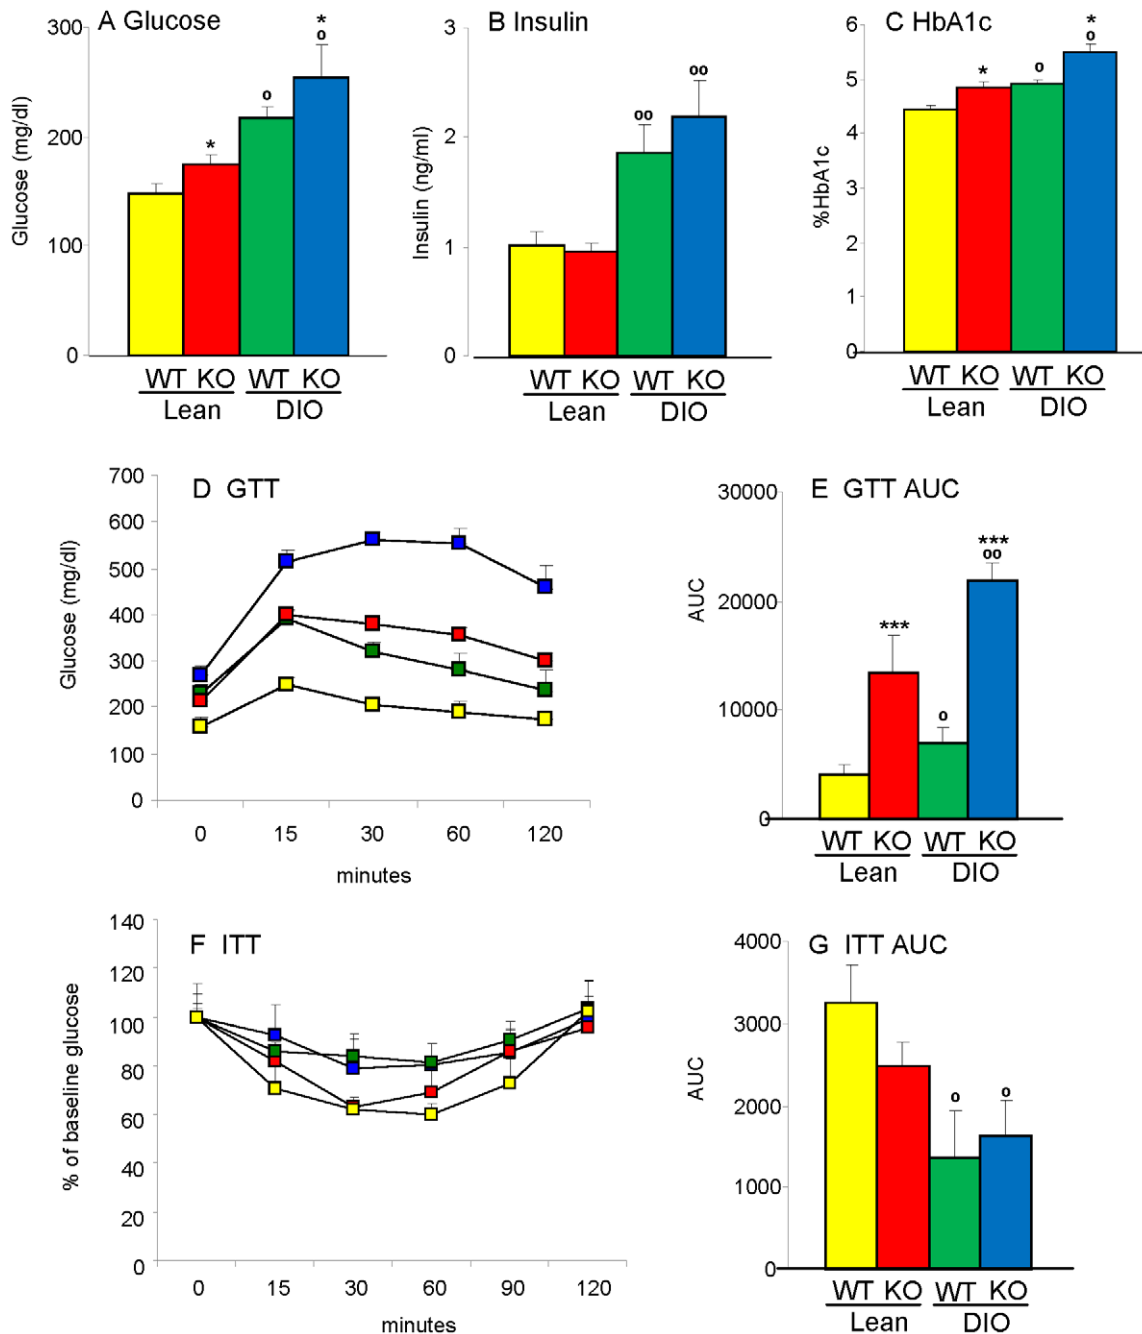 A Glucose
300
200
100
0
Glucose (mg/dl)
*
o
*
o
WT KO WT KO
Lean DIO
B Insulin
3
2
1
0
Insulin (ng/ml)
oo
oo
WT KO WT KO
Lean DIO
C HbA1c
6
5
4
5
3
2
1
0
%HbA1c
*
o
*
o
WT KO WT KO
Lean DIO
D GTT
700
600
500
400
300
200
100
0
Glucose (mg/dl)
0 15 30 60 120
minutes
E GTT AUC
30000
20000
10000
0
AUC
***
o
***
oo
WT KO WT KO
Lean DIO
F ITT
140
120
100
80
60
40
20
0
% of baseline glucose
0 15 30 60 90 120
minutes
G ITT AUC
4000
3000
2000
1000
0
AUC
o o
WT KO WT KO
Lean DIO